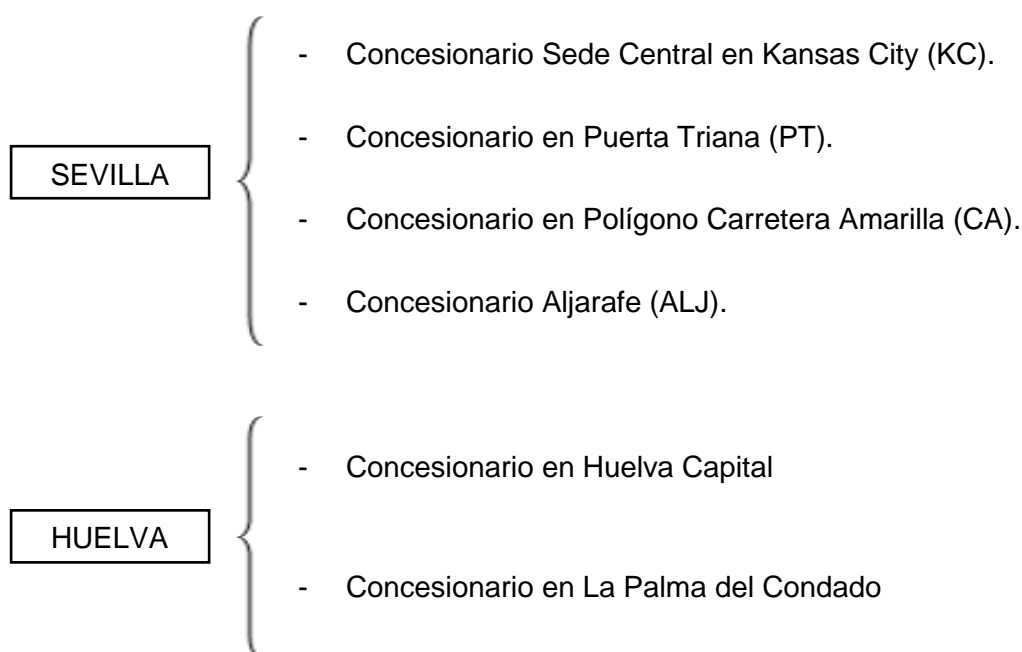 SEVILLA
- Concesionario Sede Central en Kansas City (KC).
- Concesionario en Puerta Triana (PT).
- Concesionario en Polígono Carretera Amarilla (CA).
- Concesionario Aljarafe (ALJ).
HUELVA
- Concesionario en Huelva Capital
- Concesionario en La Palma del Condado